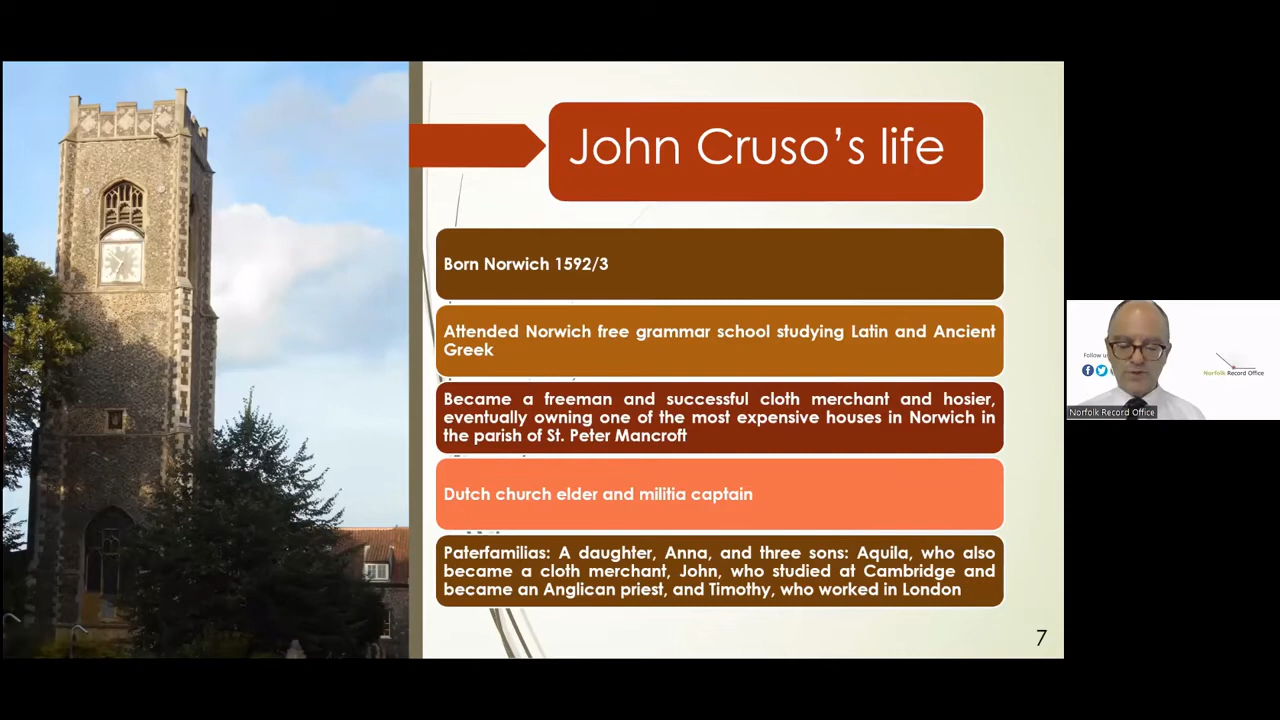 John Cruso’s life
Born Norwich 1592/3
Attended Norwich free grammar school studying Latin and Ancient
Greek
Became a freeman and successful cloth merchant and hosier,
eventually owning one of the most expensive houses in Norwich in
the parish of St. Peter Mancroft
Dutch church elder and militia captain
Paterfamilias: A daughter, Anna, and three sons: Aquila, who also
became a cloth merchant, John, who studied at Cambridge and
became an Anglican priest, and Timothy, who worked in London
7
Follow
Norfolk Record Office
Norfolk Record Office